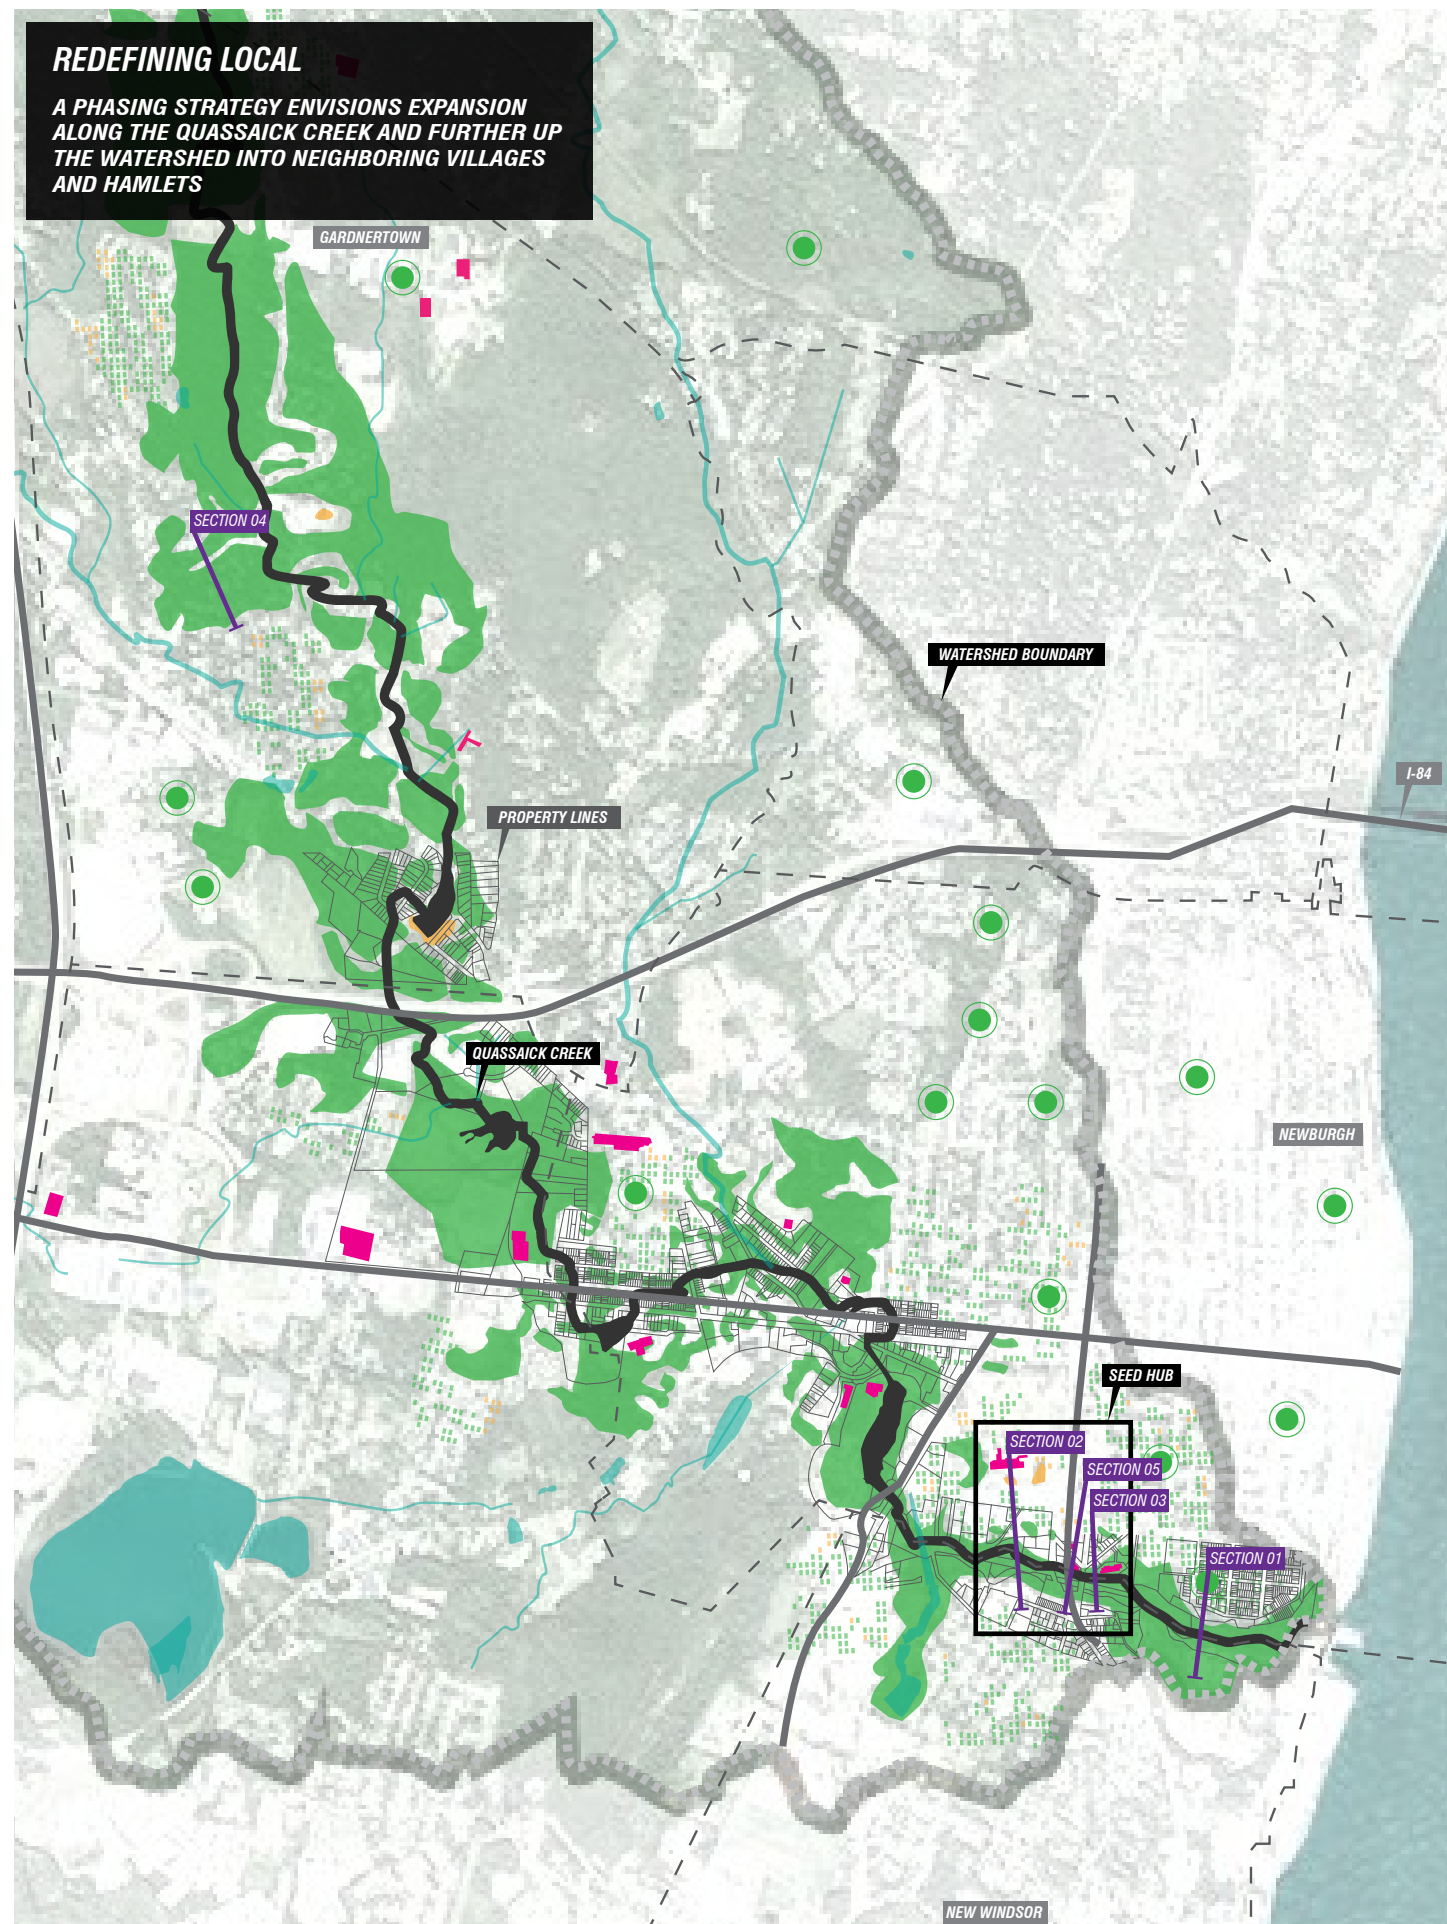 REDEFINING LOCAL
A PHASING STRATEGY ENVISIONS EXPANSION
ALONG THE QUASSAICK CREEK AND FURTHER UP
THE WATERSHED INTO NEIGHBORING VILLAGES
AND HAMLETS
GARDNERTOWN
SECTION 04
WATERSHED BOUNDARY
I-84
PROPERTY LINES
QUASSAICK CREEK
NEWBURGH
SEED HUB
SECTION 02
SECTION 05
SECTION 03
SECTION 01
NEW WINDSOR